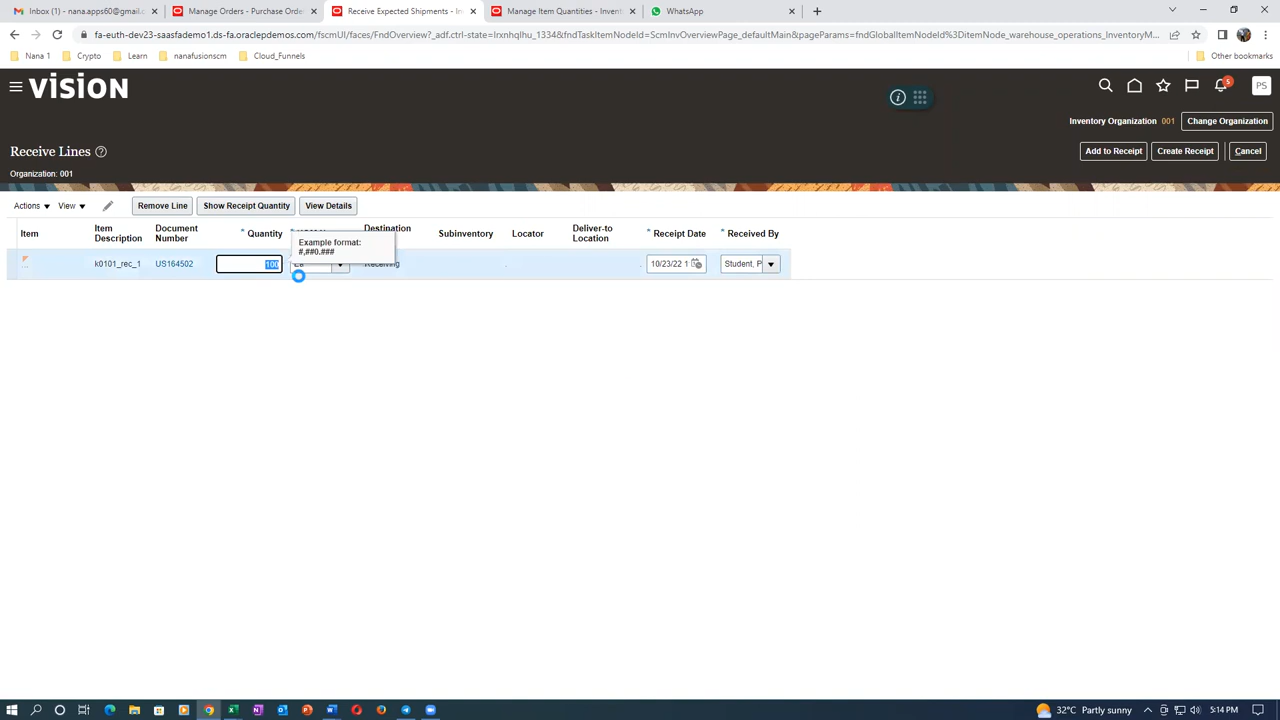 Inbox (1) - nana.apps60@gmail.c
Manage Orders - Purchase Orde
Receive Expected Shipments - In
Manage Item Quantities - Invent
WhatsApp
fa-euth-dev23-saasfademo1.ds-fa.oraclepdemos.com/fscmUI/faces/FndOverview?_adf.ctrl-state=lrxnhqlhu_1334&fndTaskItemNodeId=ScmInvOverviewPage_defaultMain&pageParams=fndGlobalItemNodeId%3DitemNode_warehouse_operations_InventoryM...
Nana 1
Crypto
Learn
nanafusionscm
Cloud_Funnels
Other bookmarks
VISION
5
PS
Inventory Organization 001
Change Organization
Receive Lines
Add to Receipt
Create Receipt
Cancel
Organization: 001
Actions
View
Remove Line
Show Receipt Quantity
View Details
Item
Item Description
Document Number
* Quantity
Destination
Subinventory
Locator
Deliver-to Location
* Receipt Date
* Received By
Example format:
#,##0.###
k0101_rec_1
US164502
100
Receiving
10/23/22 1
Student, P
32°C Partly sunny
5:14 PM